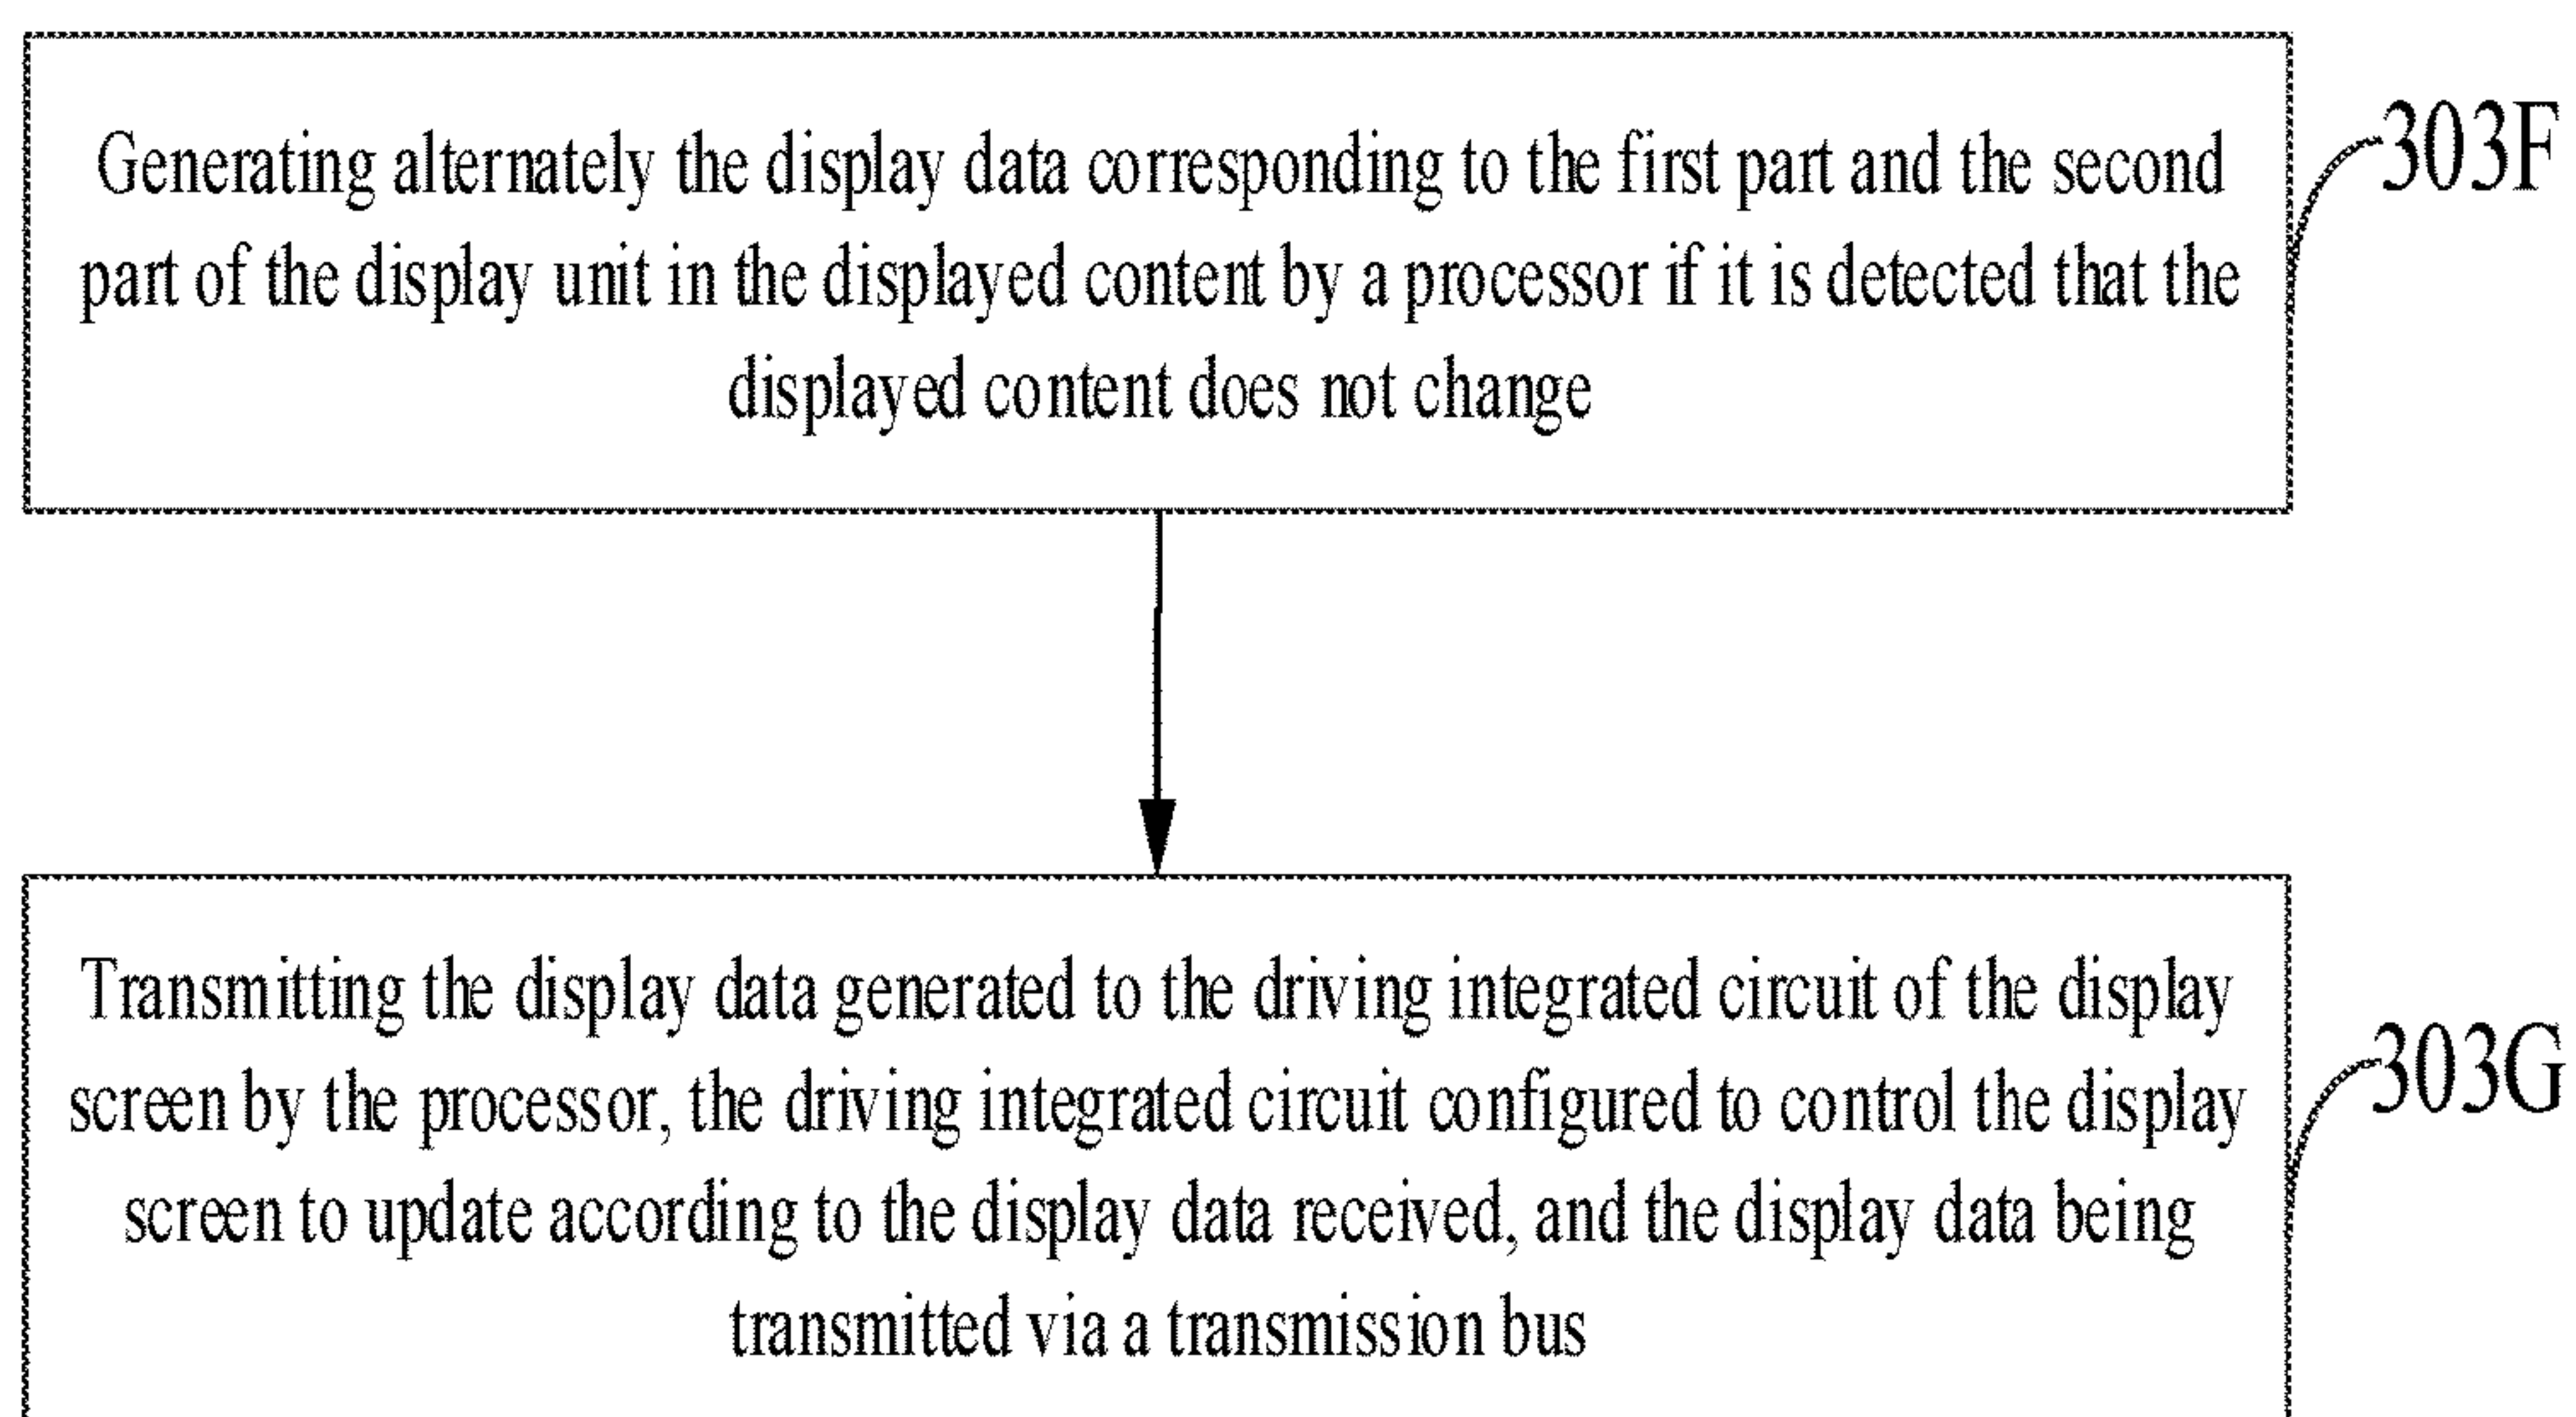 Generating alternately the display data corresponding to the first part and the second
part of the display unit in the displayed content by a processor if it is detected that the
displayed content does not change
303F
Transmitting the display data generated to the driving integrated circuit of the display
screen by the processor, the driving integrated circuit configured to control the display
screen to update according to the display data received, and the display data being
transmitted via a transmission bus
303G